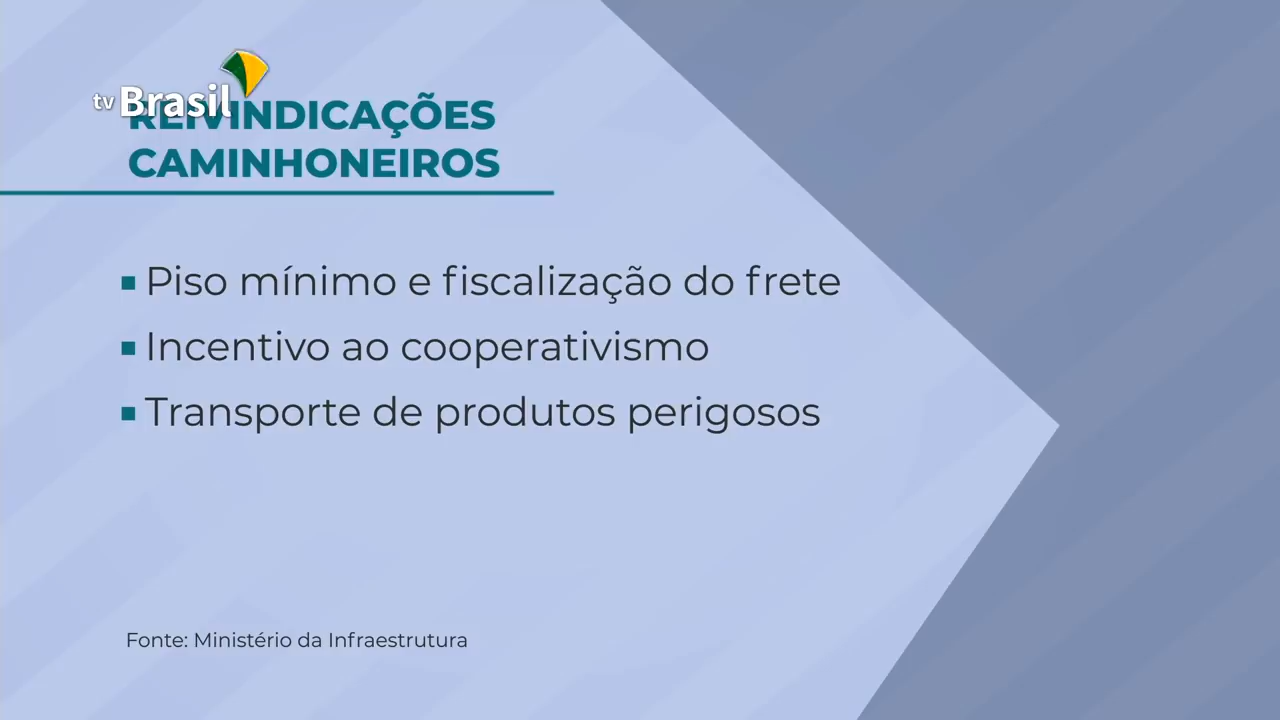 tv Brasil
REIVINDICAÇÕES
CAMINHONEIROS
Piso mínimo e fiscalização do frete
Incentivo ao cooperativismo
Transporte de produtos perigosos
Fonte: Ministério da Infraestrutura